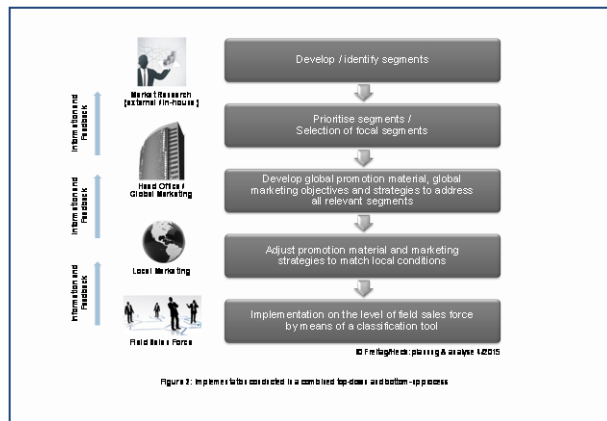 Develop / identify segments
Market Research
(external / in-house)
Information and
Feedback
Prioritise segments /
Selection of focal segments
Head Office /
Global Marketing
Develop global promotion material, global
marketing objectives and strategies to address
all relevant segments
Information and
Feedback
Local Marketing
Adjust promotion material and marketing
strategies to match local conditions
Information and
Feedback
Field Sales Force
Implementation on the level of field sales force
by means of a classification tool
© Freitag/Heck: planung & analyse 4/2015
Figure 2: Implementation conducted in a combined top-down and bottom-up process